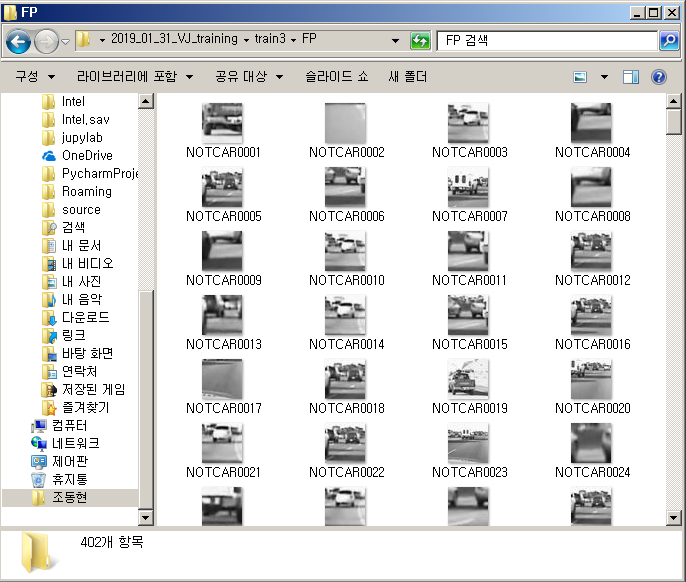 FP
2019_01_31_VJ_training
train3
FP
FP 검색
구성
라이브러리에 포함
공유 대상
슬라이드 쇼
새 폴더
Intel
Intel.sav
jupylab
OneDrive
PycharmProje
Roaming
source
검색
내 문서
내 비디오
내 사진
내 음악
다운로드
링크
바탕 화면
연락처
저장된 게임
즐겨찾기
컴퓨터
네트워크
제어판
휴지통
조동현
NOTCAR0001 NOTCAR0002 NOTCAR0003 NOTCAR0004
NOTCAR0005 NOTCAR0006 NOTCAR0007 NOTCAR0008
NOTCAR0009 NOTCAR0010 NOTCAR0011 NOTCAR0012
NOTCAR0013 NOTCAR0014 NOTCAR0015 NOTCAR0016
NOTCAR0017 NOTCAR0018 NOTCAR0019 NOTCAR0020
NOTCAR0021 NOTCAR0022 NOTCAR0023 NOTCAR0024
402개 항목